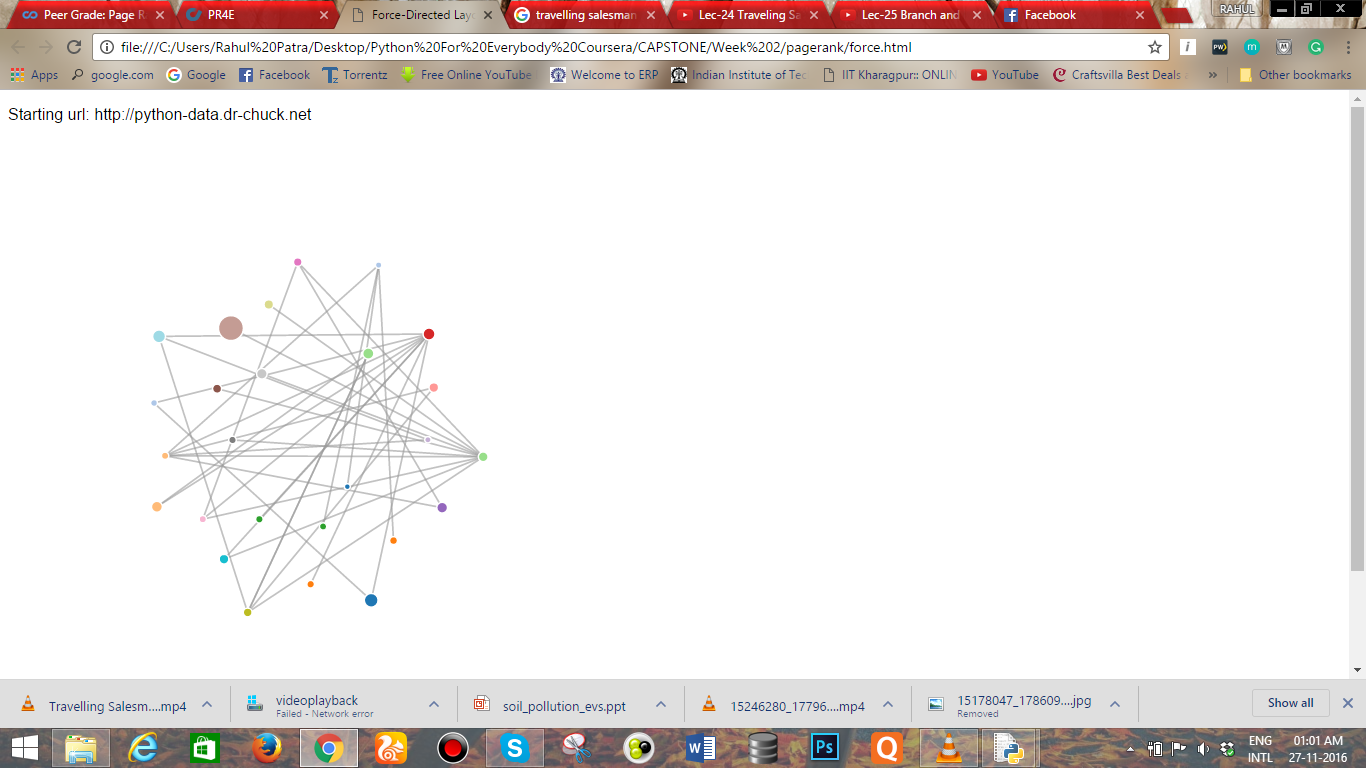 Peer Grade: Page R
PR4E
Force-Directed Layo
travelling salesman
Lec-24 Traveling Sa
Lec-25 Branch and
Facebook
RAHUL
file:///C:/Users/Rahul%20Patra/Desktop/Python%20For%20Everybody%20Coursera/CAPSTONE/Week%202/pagerank/force.html
Apps
google.com
Google
Facebook
Torrentz
Free Online YouTube
Welcome to ERP
Indian Institute of Tec
IIT Kharagpur:: ONLIN
YouTube
Craftsvilla Best Deals
»
Other bookmarks
Starting url: http://python-data.dr-chuck.net
Travelling Salesm....mp4
videoplayback
Failed - Network error
soil_pollution_evs.ppt
15246280_17796....mp4
15178047_178609....jpg
Removed
Show all
ENG
INTL
01:01 AM
27-11-2016